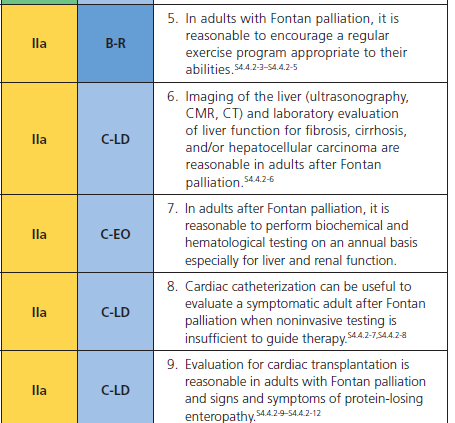 IIa
B-R
5. In adults with Fontan palliation, it is
reasonable to encourage a regular
exercise program appropriate to their
abilities.S4.4.2-3–S4.4.2-5
IIa
C-LD
6. Imaging of the liver (ultrasonography,
CMR, CT) and laboratory evaluation
of liver function for fibrosis, cirrhosis,
and/or hepatocellular carcinoma are
reasonable in adults after Fontan
palliation.S4.4.2-6
IIa
C-EO
7. In adults after Fontan palliation, it is
reasonable to perform biochemical and
hematological testing on an annual basis
especially for liver and renal function.
IIa
C-LD
8. Cardiac catheterization can be useful to
evaluate a symptomatic adult after Fontan
palliation when noninvasive testing is
insufficient to guide therapy.S4.4.2-7,S4.4.2-8
IIa
C-LD
9. Evaluation for cardiac transplantation is
reasonable in adults with Fontan palliation
and signs and symptoms of protein-losing
enteropathy.S4.4.2-9–S4.4.2-12